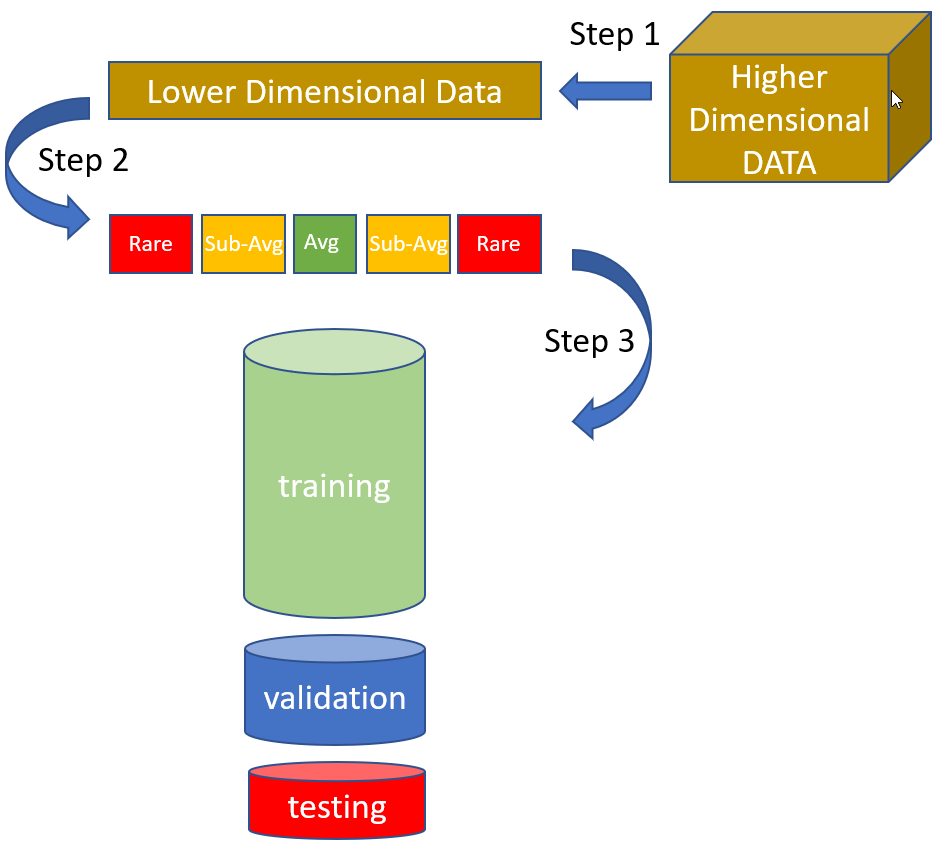 Step 1
Higher
Dimensional
DATA
Lower Dimensional Data
Step 2
Rare
Sub-Avg
Avg
Sub-Avg
Rare
Step 3
training
validation
testing